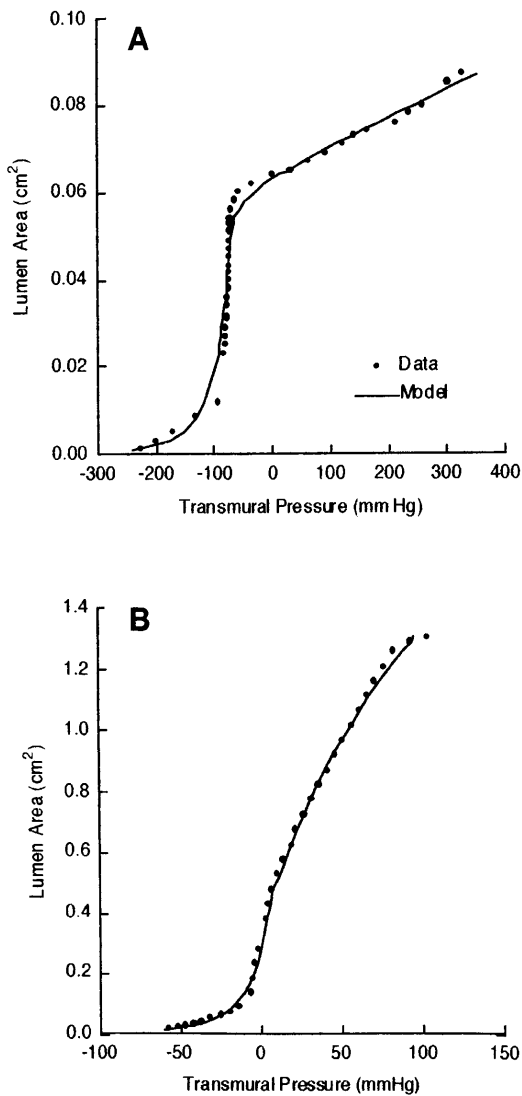 A
0.10
0.08
0.06
0.04
0.02
0.00
Lumen Area (cm²)
Data
Model
-300 -200 -100 0 100 200 300 400
Transmural Pressure (mm Hg)
B
1.4
1.2
1.0
0.8
0.6
0.4
0.2
0.0
Lumen Area (cm²)
-100 -50 0 50 100 150
Transmural Pressure (mmHg)